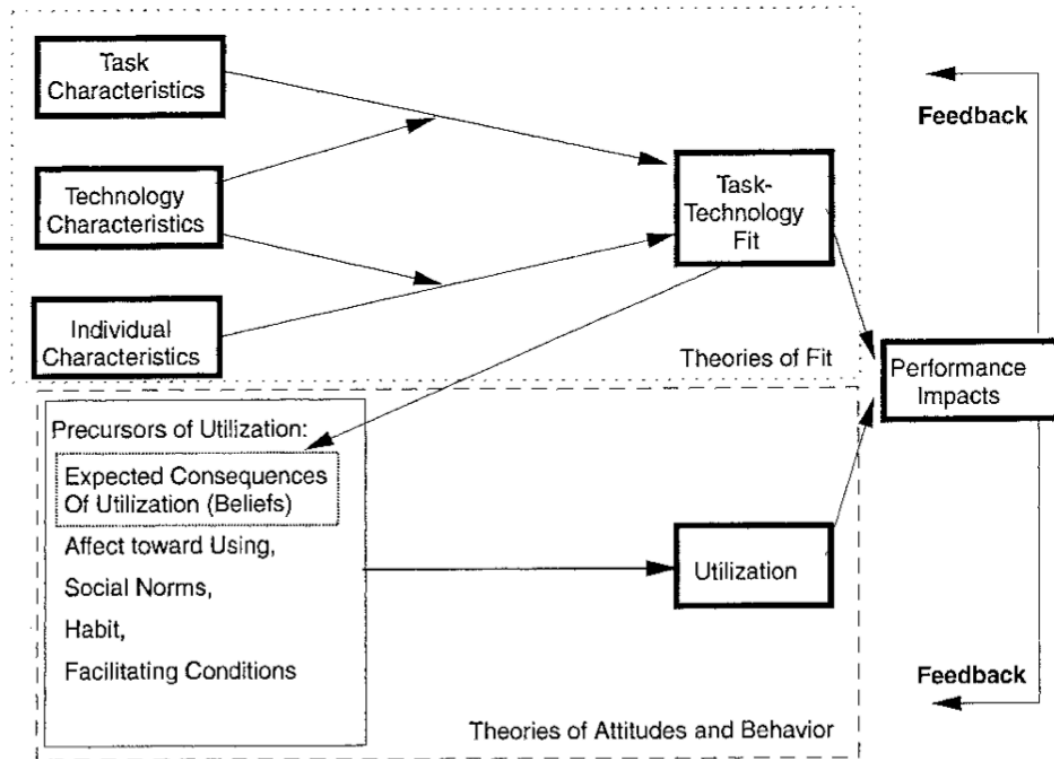 Task
Characteristics
Feedback
Technology
Characteristics
Task-
Technology
Fit
Individual
Characteristics
Theories of Fit
Performance
Impacts
Precursors of Utilization:
Expected Consequences
Of Utilization (Beliefs)
Affect toward Using,
Social Norms,
Habit,
Facilitating Conditions
Utilization
Feedback
Theories of Attitudes and Behavior